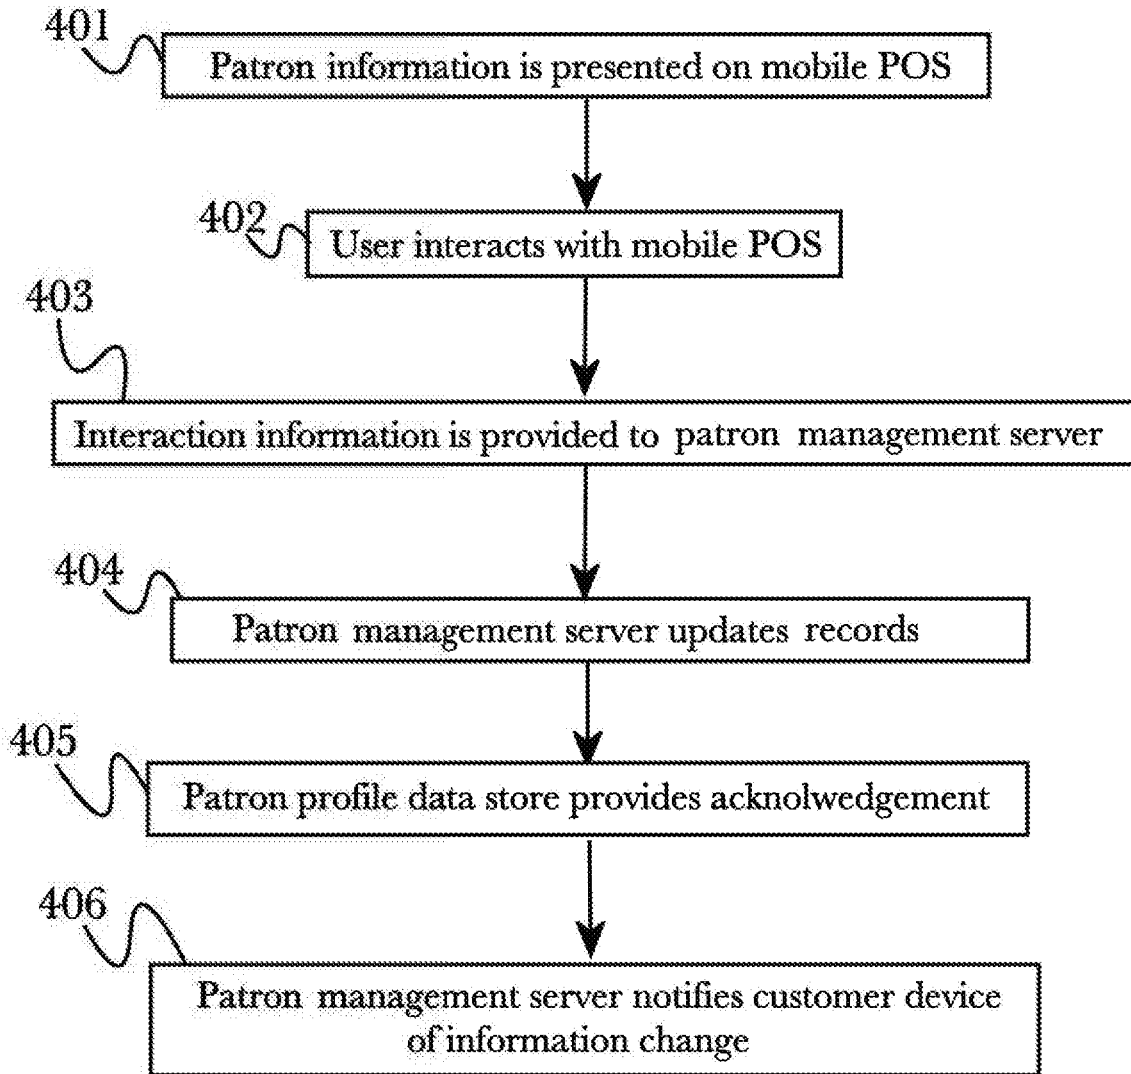 401
Patron information is presented on mobile POS
402
User interacts with mobile POS
403
Interaction information is provided to patron management server
404
Patron management server updates records
405
Patron profile data store provides acknolwedgement
406
Patron management server notifies customer device
of information change